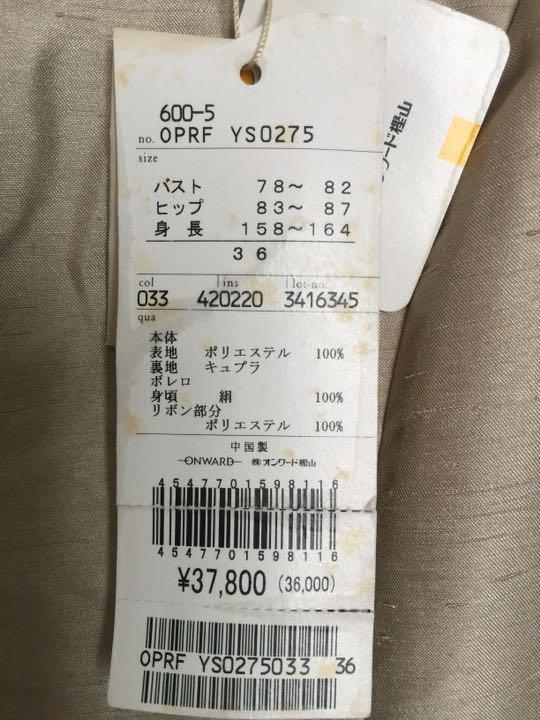 600-5
no. OPRF YS0275
size
バスト 78〜 82
ヒップ 83〜 87
身長 158〜164
36
col ins lot-no.
033 420220 3416345
qua
本体
表地 ポリエステル 100%
裏地 キュプラ
ボレロ
身頃 絹 100%
リボン部分
ポリエステル 100%
中国製
ONWARD ㈱オンワード樫山
4547701598116
4547701598116
¥37,800 (36,000)
OPRF YS0275033 36
ワード樫山